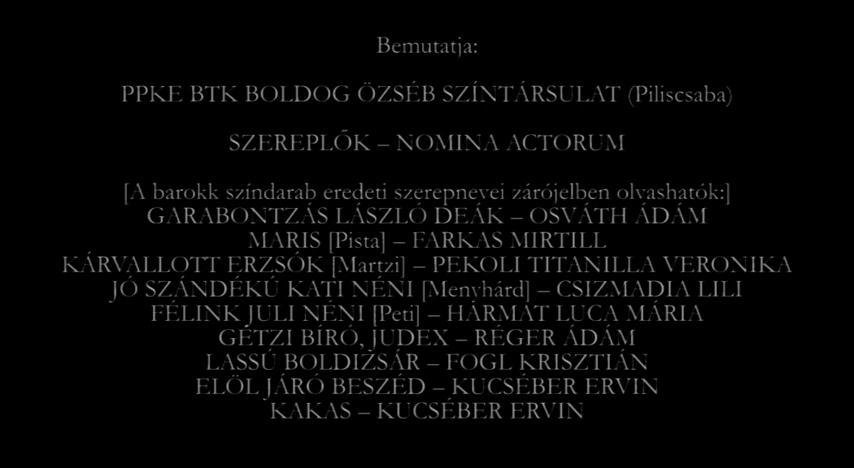 Bemutatja:
PPKE BTK BOLDOG ÖZSÉB SZÍNTÁRSULAT (Piliscsaba)
SZEREPLŐK – NOMINA ACTORUM
[A barokk színdarab eredeti szerepnevei zárójelben olvashatók:]
GARABONTZÁS LÁSZLÓ DEÁK – OSVÁTH ÁDÁM
MARIS [Pista] – FARKAS MIRTILL
KÁRVALLOTT ERZSÓK [Martzi] – PEKOLI TITANILLA VERONIKA
JÓ SZÁNDÉKÚ KATI NÉNI [Menyhárd] – CSIZMADIA LILI
FÉLINK JULI NÉNI [Peti] – HÁRMAT LUCA MÁRIA
GÉTZI BÍRÓ, JUDEX – RÉGER ÁDÁM
LASSÚ BOLDIZSÁR – FOGL KRISZTIÁN
ELÖL JÁRÓ BESZÉD – KUCSÉBER ERVIN
KAKAS – KUCSÉBER ERVIN